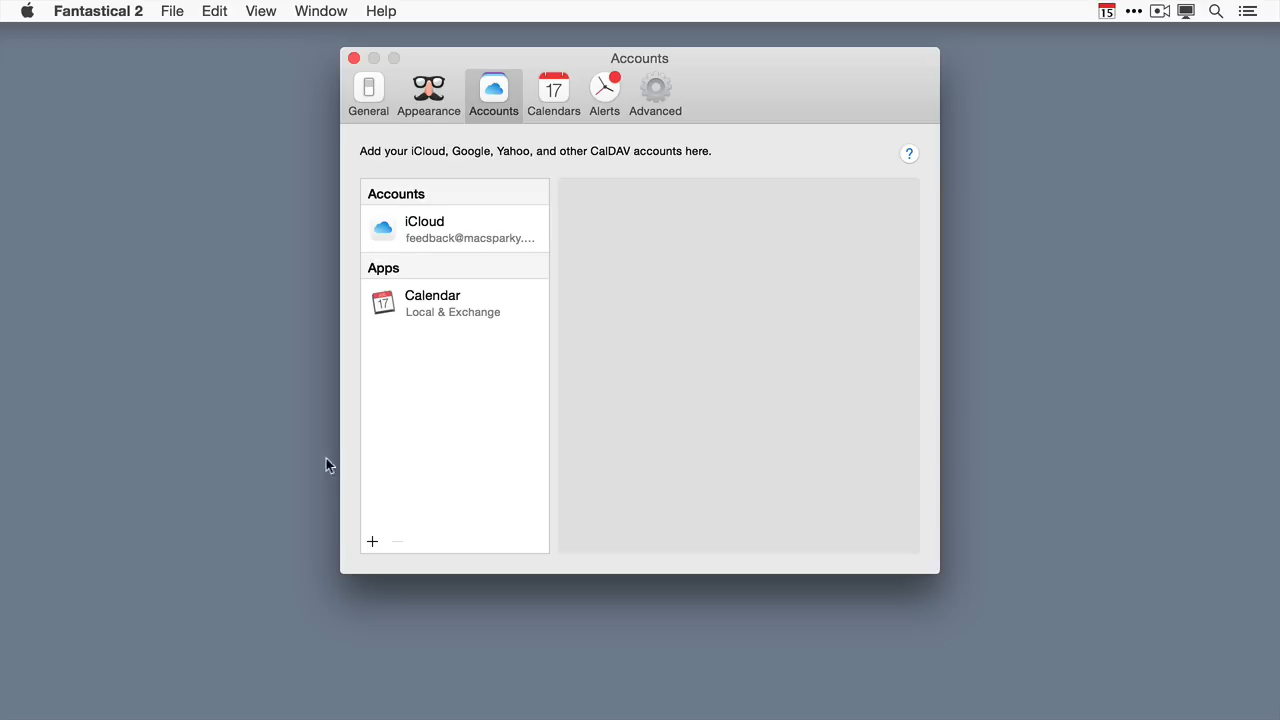 Fantastical 2 File Edit View Window Help 15
Accounts
17
General Appearance Accounts Calendars Alerts Advanced
Add your iCloud, Google, Yahoo, and other CalDAV accounts here. ?
Accounts
iCloud
feedback@macsparky....
Apps
17
Calendar
Local & Exchange